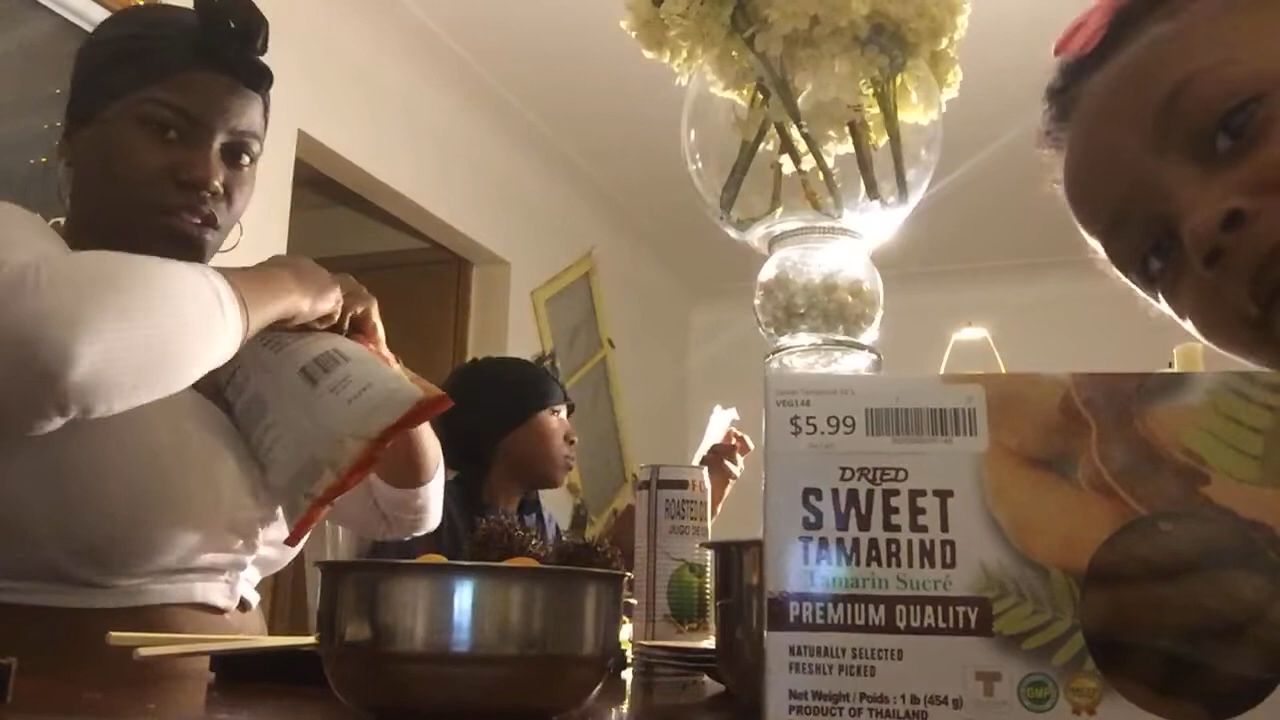 VEG148
$5.99
DRIED
SWEET
TAMARIND
Tamarin Sucré
PREMIUM QUALITY
NATURALLY SELECTED
FRESHLY PICKED
Net Weight / Poids : 1 lb (454 g)
PRODUCT OF THAILAND
GMP
ROASTED